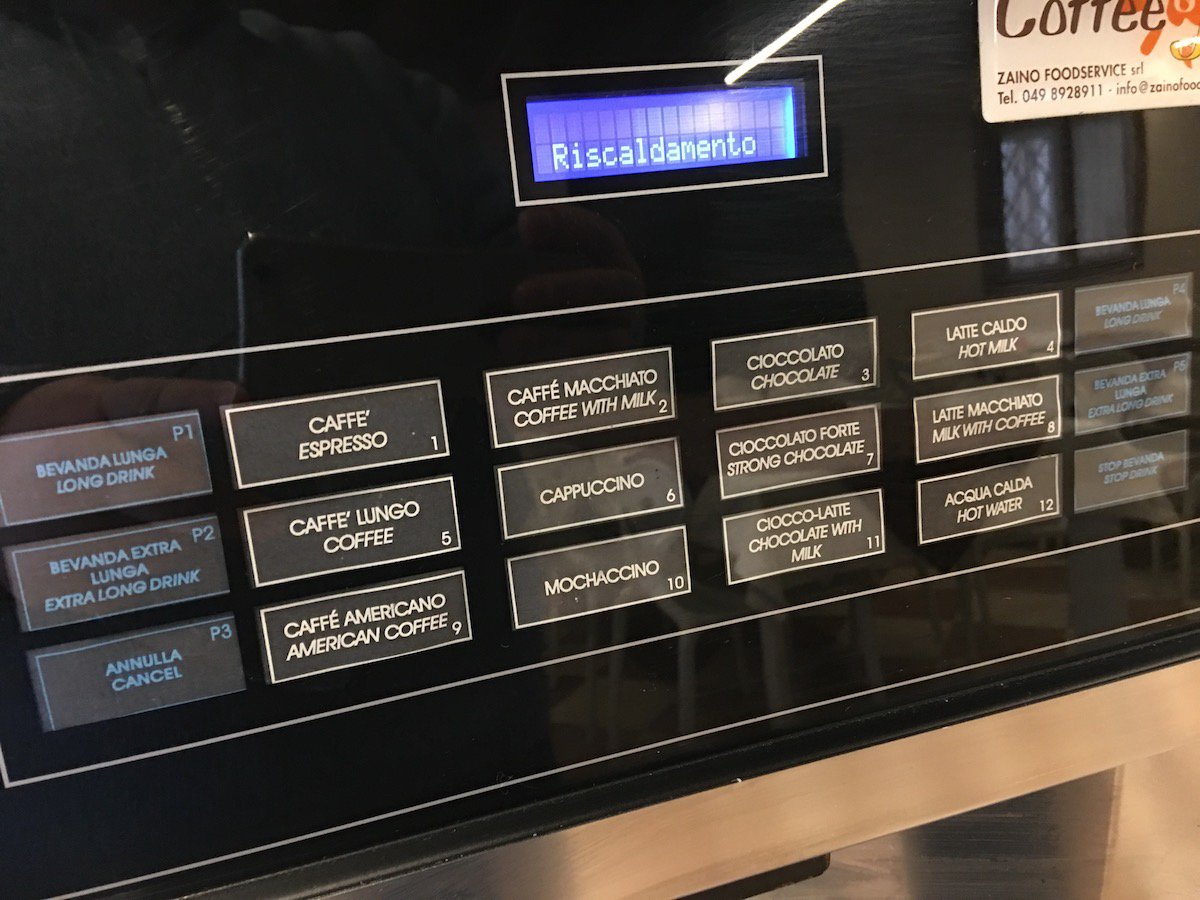 Coffee
ZAINO FOODSERVICE srl
Tel. 049 8928911 - info@zainofood
Riscaldamento
P1
BEVANDA LUNGA
LONG DRINK
P2
BEVANDA EXTRA
LUNGA
EXTRA LONG DRINK
P3
ANNULLA
CANCEL
CAFFE'
ESPRESSO 1
CAFFE' LUNGO
COFFEE 5
CAFFÉ AMERICANO
AMERICAN COFFEE 9
CAFFÉ MACCHIATO
COFFEE WITH MILK 2
CAPPUCCINO 6
MOCHACCINO 10
CIOCCOLATO
CHOCOLATE 3
CIOCCOLATO FORTE
STRONG CHOCOLATE 7
CIOCCO-LATTE
CHOCOLATE WITH
MILK 11
LATTE CALDO
HOT MILK 4
LATTE MACCHIATO
MILK WITH COFFEE 8
ACQUA CALDA
HOT WATER 12
P4
BEVANDA LUNGA
LONG DRINK
P5
BEVANDA EXTRA
LUNGA
EXTRA LONG DRINK
STOP BEVANDA
STOP DRINK